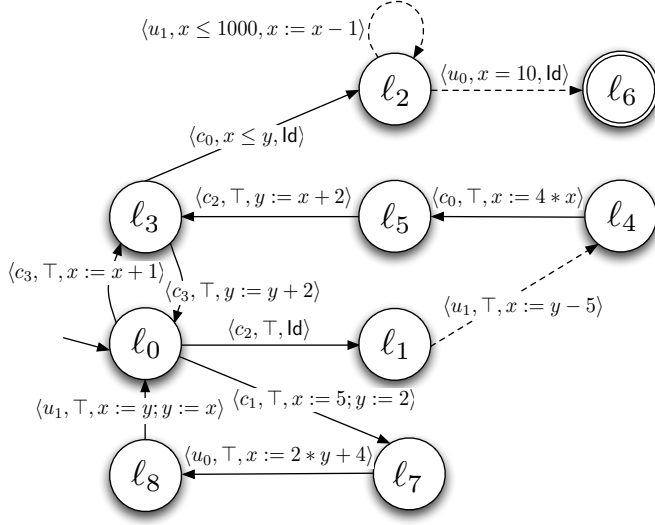 ⟨u₁, x ≤ 1000, x := x − 1⟩
ℓ₂
⟨u₀, x = 10, Id⟩
ℓ₆
⟨c₀, x ≤ y, Id⟩
ℓ₃
⟨c₂, ⊤, y := x + 2⟩
ℓ₅
⟨c₀, ⊤, x := 4 * x⟩
ℓ₄
⟨c₃, ⊤, x := x + 1⟩
⟨c₃, ⊤, y := y + 2⟩
⟨u₁, ⊤, x := y − 5⟩
ℓ₀
⟨c₂, ⊤, Id⟩
ℓ₁
⟨c₁, ⊤, x := 5; y := 2⟩
⟨u₁, ⊤, x := y; y := x⟩
ℓ₈
⟨u₀, ⊤, x := 2 * y + 4⟩
ℓ₇